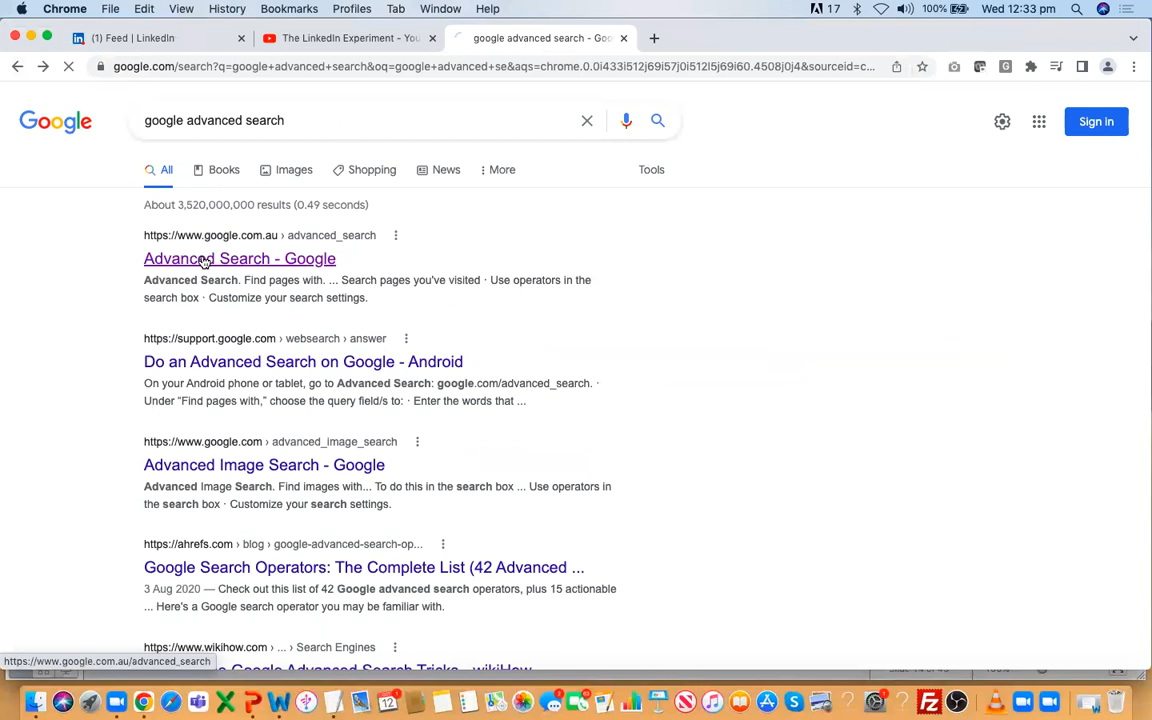 Chrome File Edit View History Bookmarks Profiles Tab Window Help 17 100% Wed 12:33 pm
(1) Feed | LinkedIn The LinkedIn Experiment - You google advanced search - Goo
google.com/search?q=google+advanced+search&oq=google+advanced+se&aqs=chrome.0.0i433i512j69i57j0i512l5j69i60.4508j0j4&sourceid=c...
Google google advanced search Sign in
All Books Images Shopping News More Tools
About 3,520,000,000 results (0.49 seconds)
https://www.google.com.au › advanced_search
Advanced Search - Google
Advanced Search. Find pages with. ... Search pages you've visited · Use operators in the
search box · Customize your search settings.
https://support.google.com › websearch › answer
Do an Advanced Search on Google - Android
On your Android phone or tablet, go to Advanced Search: google.com/advanced_search. ·
Under "Find pages with," choose the query field/s to: · Enter the words that ...
https://www.google.com › advanced_image_search
Advanced Image Search - Google
Advanced Image Search. Find images with... To do this in the search box ... Use operators in
the search box · Customize your search settings.
https://ahrefs.com › blog › google-advanced-search-op...
Google Search Operators: The Complete List (42 Advanced ...
3 Aug 2020 — Check out this list of 42 Google advanced search operators, plus 15 actionable
... Here's a Google search operator you may be familiar with.
https://www.wikihow.com › ... › Search Engines
Google Advanced Search Tricks - wikiHow
https://www.google.com.au/advanced_search